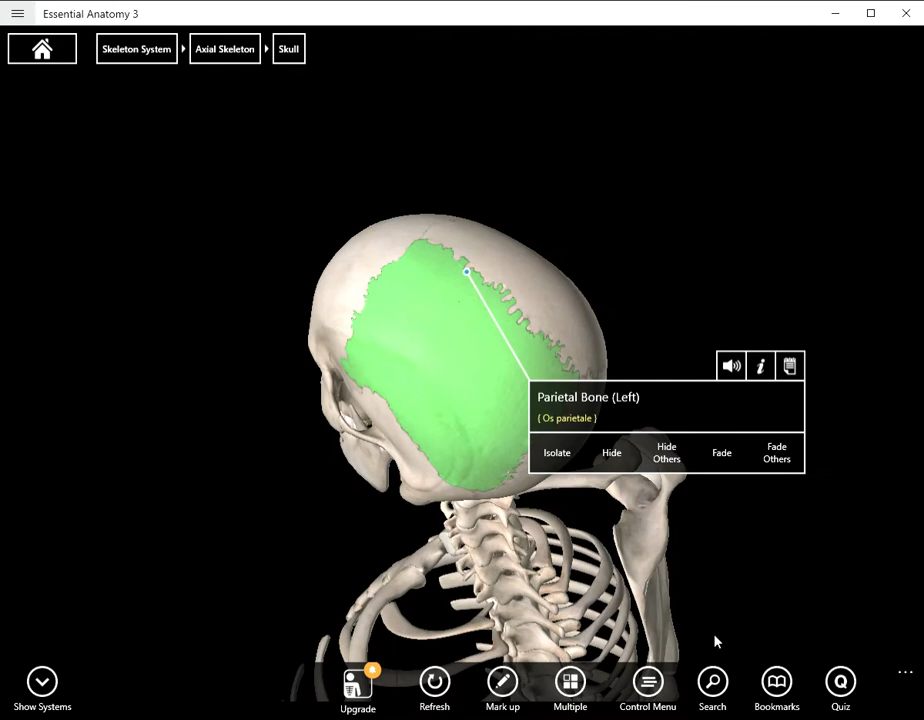 Essential Anatomy 3
Skeleton System
Axial Skeleton
Skull
Parietal Bone (Left)
{ Os parietale }
Isolate
Hide
Hide
Others
Fade
Fade
Others
Show Systems
Upgrade
Refresh
Mark up
Multiple
Control Menu
Search
Bookmarks
Q
Quiz